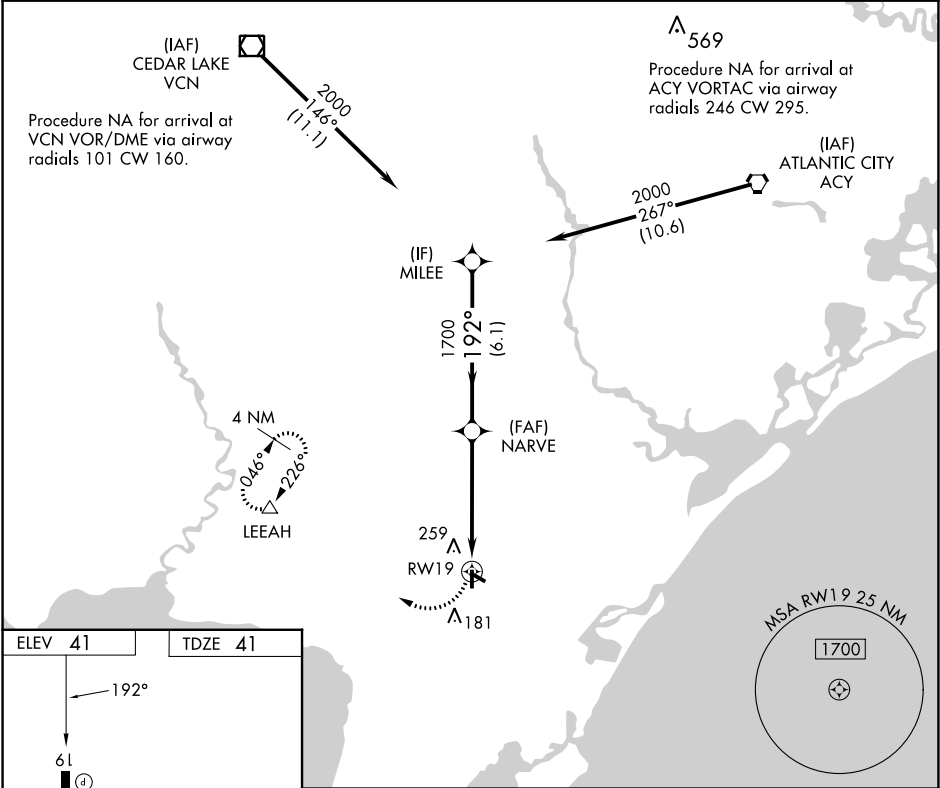 (IAF)
CEDAR LAKE
VCN
2000
146°
(11.1)
Procedure NA for arrival at
VCN VOR/DME via airway
radials 101 CW 160.
569
Procedure NA for arrival at
ACY VORTAC via airway
radials 246 CW 295.
(IAF)
ATLANTIC CITY
ACY
2000
267°
(10.6)
(IF)
MILEE
1700
192°
(6.1)
(FAF)
NARVE
4 NM
046°
226°
LEEAH
259
RW19
181
MSA RW19 25 NM
1700
ELEV 41
TDZE 41
192°
19
P